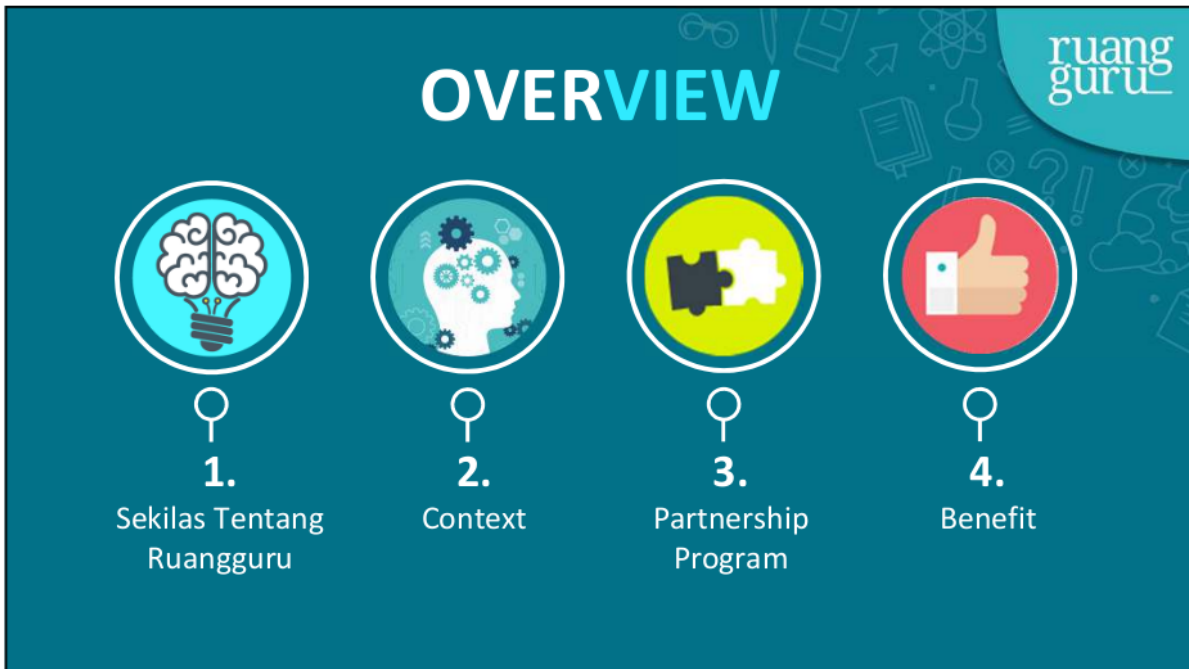 ruang
guru
OVERVIEW
1.
Sekilas Tentang
Ruangguru
2.
Context
3.
Partnership
Program
4.
Benefit